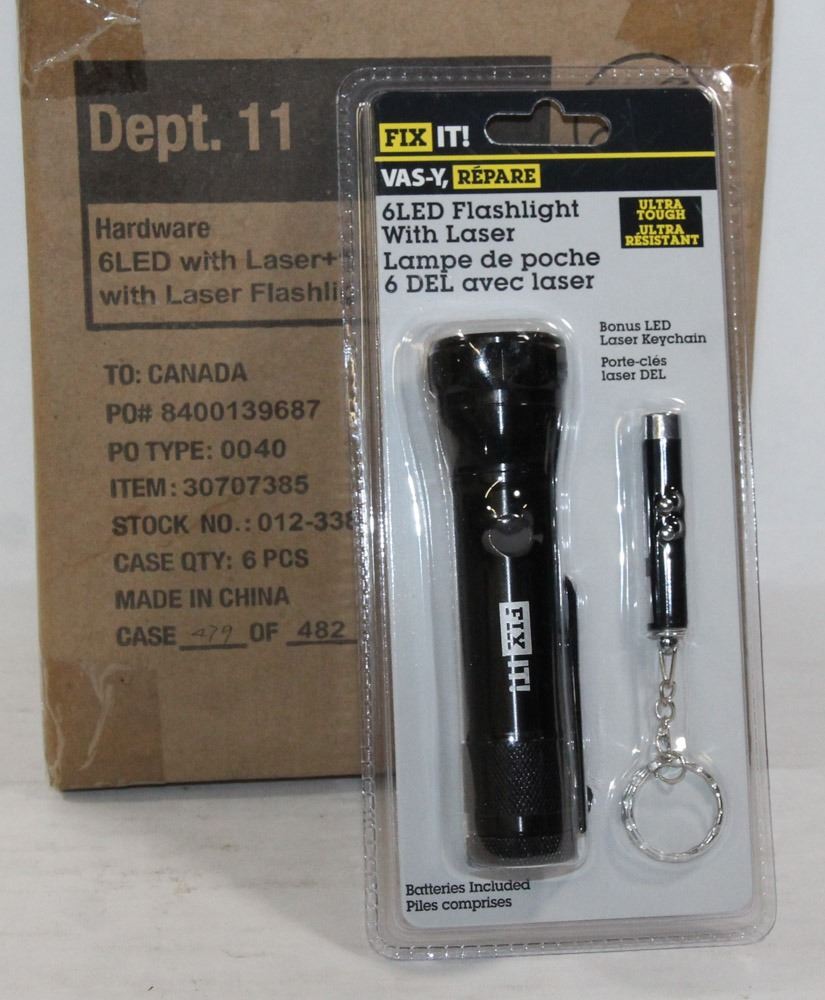 Dept. 11
Hardware
6LED with Laser+
with Laser
TO: CANADA
PO# 8400139687
PO TYPE: 0040
ITEM: 30707385
STOCK NO.: 012-338
CASE QTY: 6 PCS
MADE IN CHINA
CASE 479 OF 482
FIX IT!
VAS-Y, RÉPARE
6LED Flashlight
With Laser
Lampe de poche
6 DEL avec laser
ULTRA
TOUGH
ULTRA
RÉSISTANT
Bonus LED
Laser Keychain
Porte-clés
laser DEL
FIX IT!
Batteries Included
Piles comprises